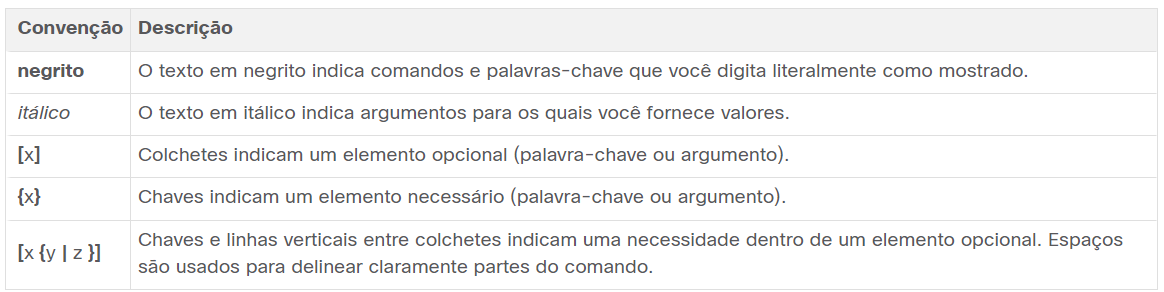 Convenção Descrição
negrito O texto em negrito indica comandos e palavras-chave que você digita literalmente como mostrado.
itálico O texto em itálico indica argumentos para os quais você fornece valores.
[x] Colchetes indicam um elemento opcional (palavra-chave ou argumento).
{x} Chaves indicam um elemento necessário (palavra-chave ou argumento).
[x {y | z }] Chaves e linhas verticais entre colchetes indicam uma necessidade dentro de um elemento opcional. Espaços
são usados para delinear claramente partes do comando.